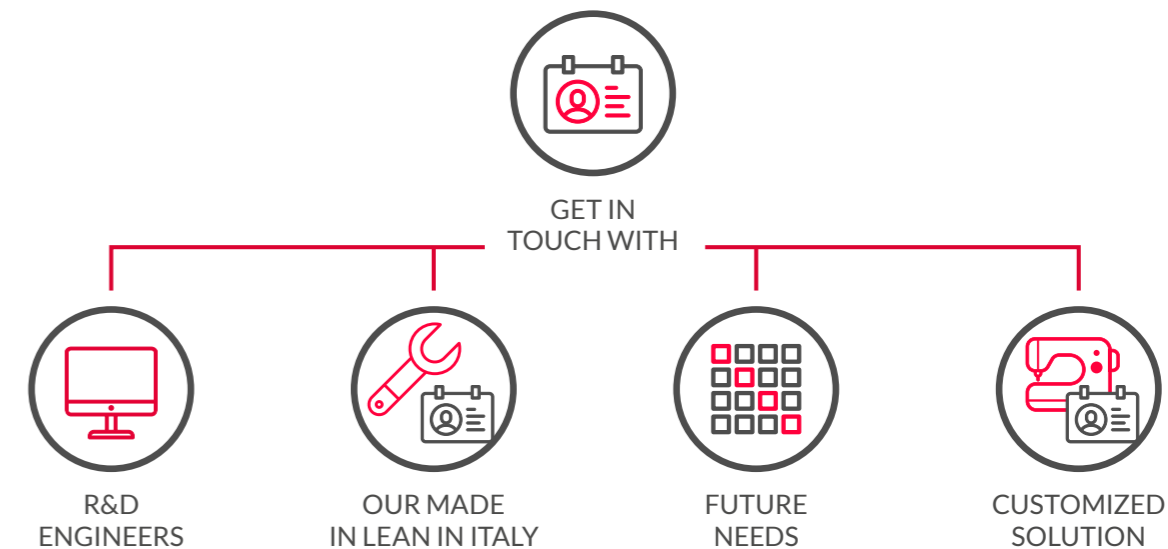 GET IN
TOUCH WITH
R&D
ENGINEERS
OUR MADE
IN LEAN IN ITALY
FUTURE
NEEDS
CUSTOMIZED
SOLUTION